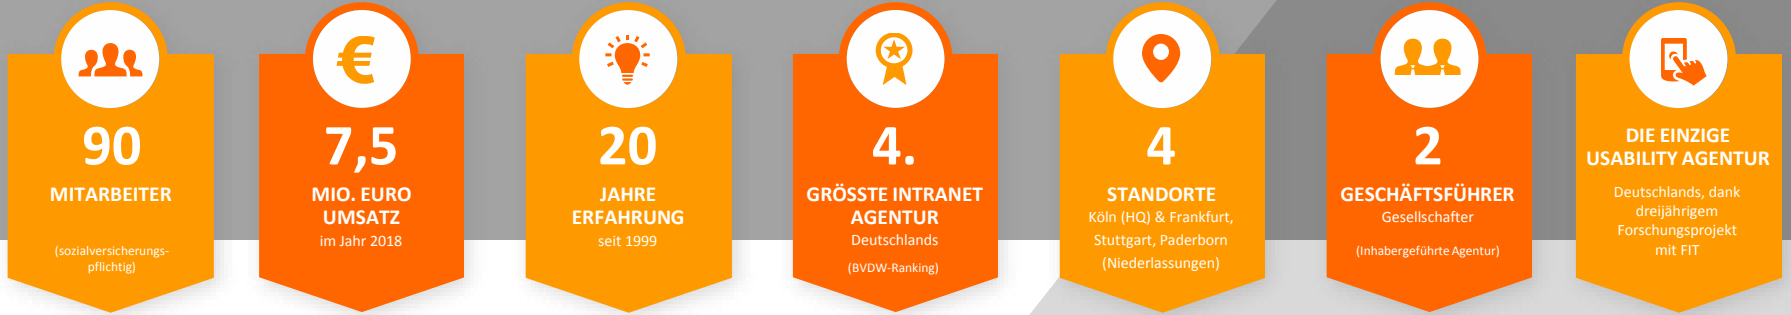 90
MITARBEITER
(sozialversicherungs-
pflichtig)
7,5
MIO. EURO
UMSATZ
im Jahr 2018
20
JAHRE
ERFAHRUNG
seit 1999
4.
GRÖSSTE INTRANET
AGENTUR
Deutschlands
(BVDW-Ranking)
4
STANDORTE
Köln (HQ) & Frankfurt,
Stuttgart, Paderborn
(Niederlassungen)
2
GESCHÄFTSFÜHRER
Gesellschafter
(Inhabergeführte Agentur)
DIE EINZIGE
USABILITY AGENTUR
Deutschlands, dank
dreijährigem
Forschungsprojekt
mit FIT